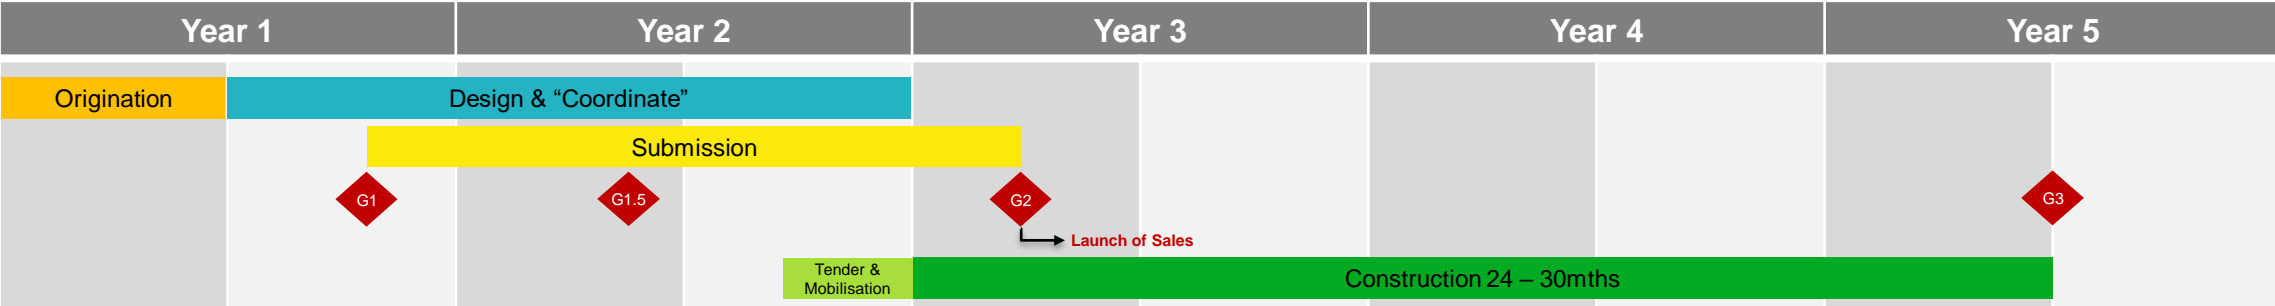 Year 1
Year 2
Year 3
Year 4
Year 5
Origination
Design & “Coordinate”
Submission
G1
G1.5
G2
G3
Launch of Sales
Tender &
Mobilisation
Construction 24 – 30mths